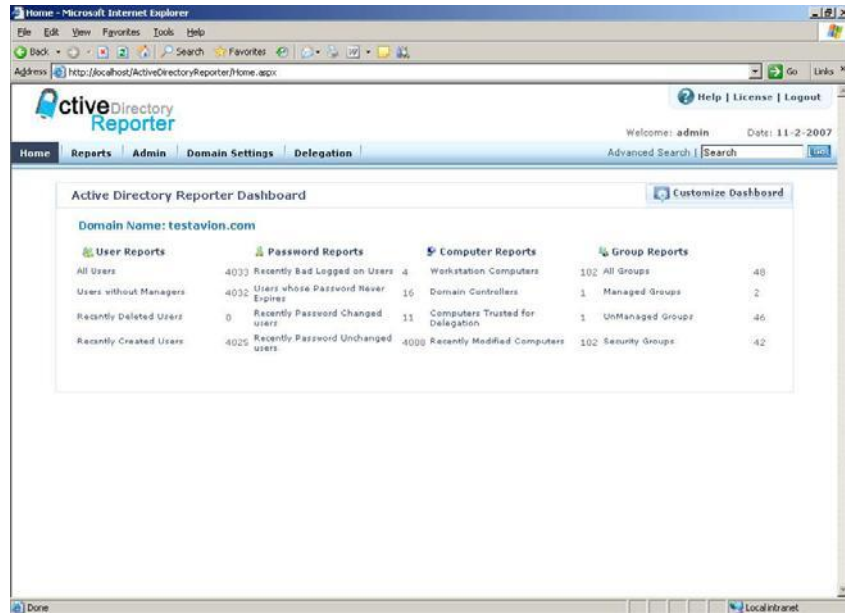 Home - Microsoft Internet Explorer
File Edit View Favorites Tools Help
Back Search Favorites
Address http://localhost/ActiveDirectoryReporter/Home.aspx Go Links
ActiveDirectory Reporter
Help | License | Logout
Welcome: admin Date: 11-2-2007
Home Reports Admin Domain Settings Delegation Advanced Search | Search Go
Active Directory Reporter Dashboard Customize Dashboard
Domain Name: testavion.com
User Reports Password Reports Computer Reports Group Reports
All Users 4033 Recently Bad Logged on Users 4 Workstation Computers 102 All Groups 48
Users without Managers 4032 Users whose Password Never Expires 16 Domain Controllers 1 Managed Groups 2
Recently Deleted Users 0 Recently Password Changed users 11 Computers Trusted for Delegation 1 UnManaged Groups 46
Recently Created Users 4025 Recently Password Unchanged users 4008 Recently Modified Computers 102 Security Groups 42
Done Local intranet